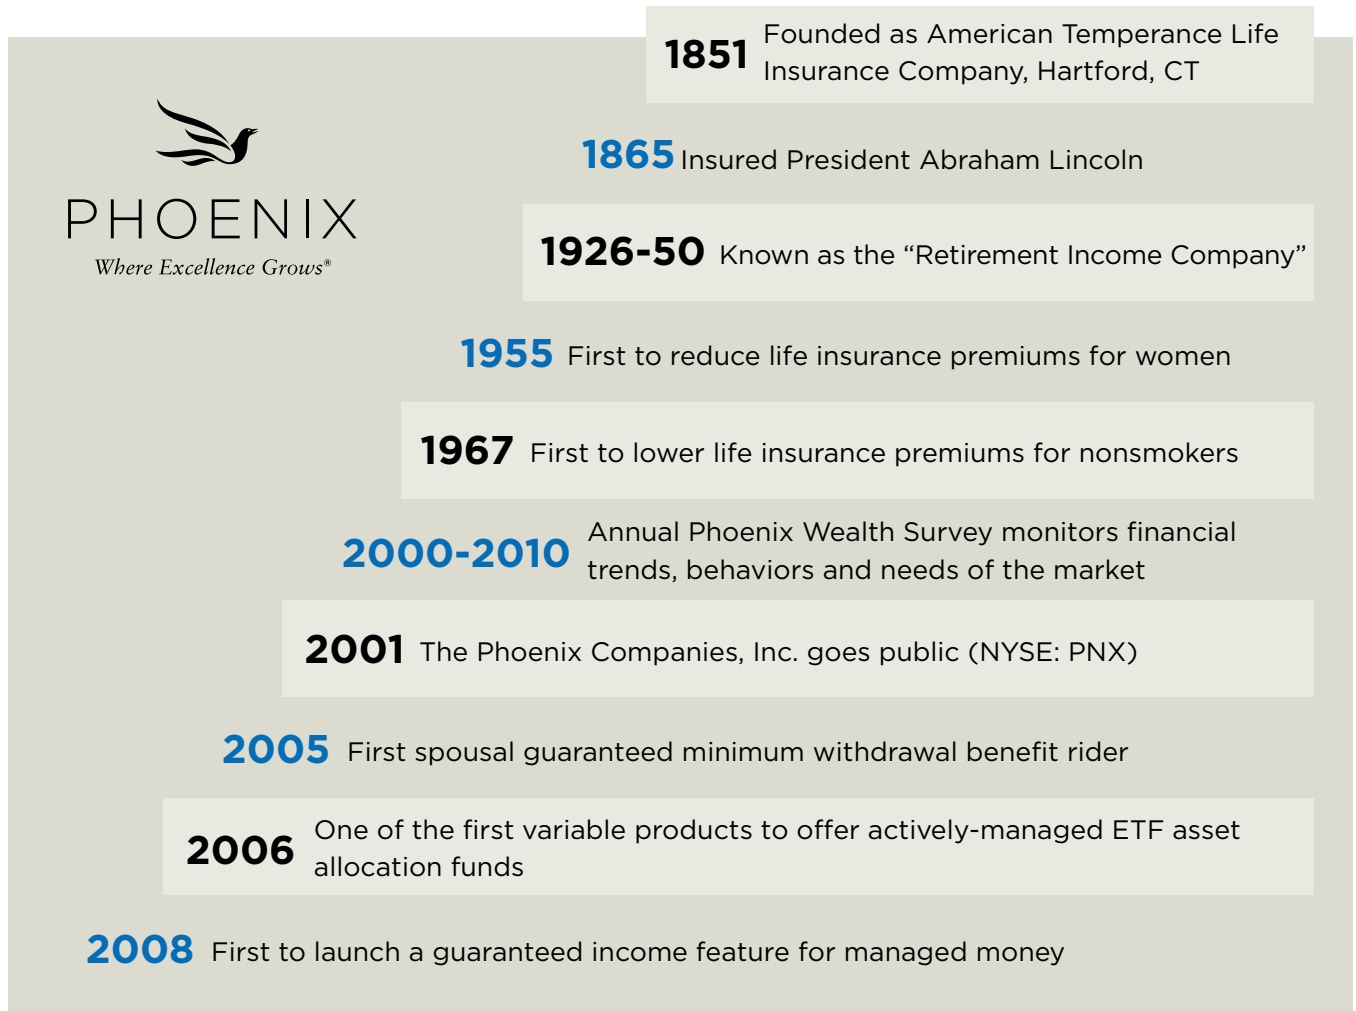 1851 Founded as American Temperance Life
Insurance Company, Hartford, CT
PHOENIX
Where Excellence Grows®
1865 Insured President Abraham Lincoln
1926-50 Known as the “Retirement Income Company”
1955 First to reduce life insurance premiums for women
1967 First to lower life insurance premiums for nonsmokers
2000-2010 Annual Phoenix Wealth Survey monitors financial
trends, behaviors and needs of the market
2001 The Phoenix Companies, Inc. goes public (NYSE: PNX)
2005 First spousal guaranteed minimum withdrawal benefit rider
2006 One of the first variable products to offer actively-managed ETF asset
allocation funds
2008 First to launch a guaranteed income feature for managed money